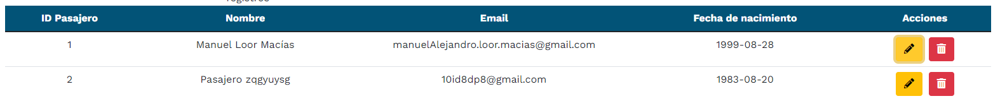 registros
ID Pasajero Nombre Email Fecha de nacimiento Acciones
1 Manuel Loor Macías manuelAlejandro.loor.macias@gmail.com 1999-08-28
2 Pasajero zqgyuysg 10id8dp8@gmail.com 1983-08-20